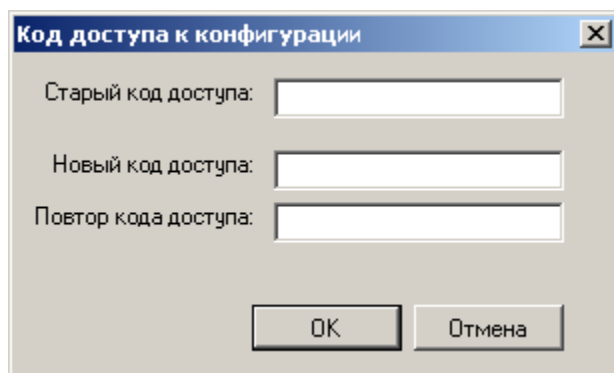 Код доступа к конфигурации
Старый код доступа:
Новый код доступа:
Повтор кода доступа:
OK
Отмена